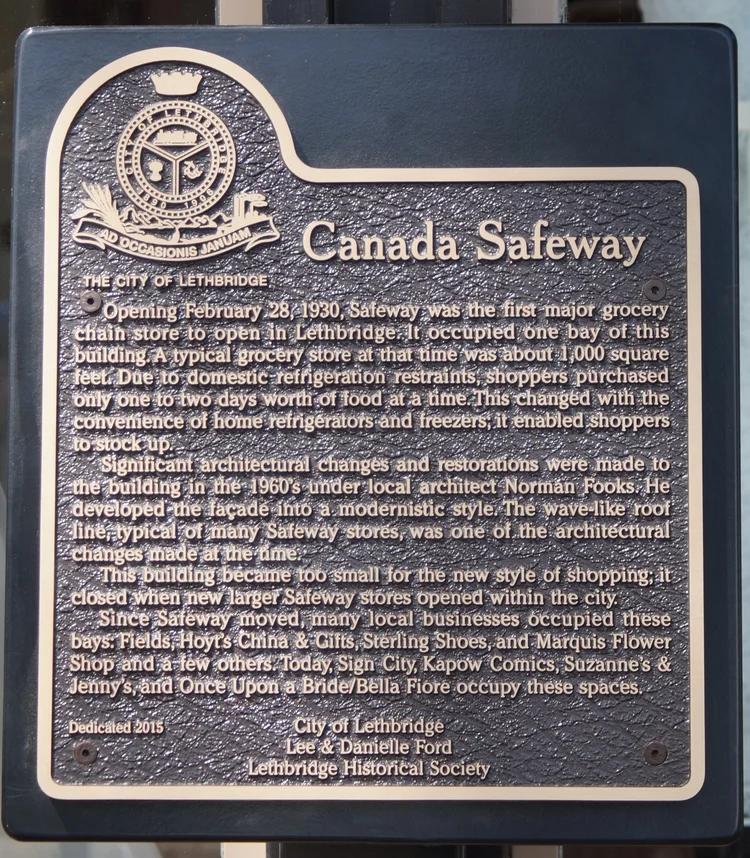 CITY OF LETHBRIDGE
1890 1906
AD OCCASIONIS JANUAM
THE CITY OF LETHBRIDGE
Canada Safeway
Opening February 28, 1930, Safeway was the first major grocery
chain store to open in Lethbridge. It occupied one bay of this
building. A typical grocery store at that time was about 1,000 square
feet. Due to domestic refrigeration restraints, shoppers purchased
only one to two days worth of food at a time. This changed with the
convenience of home refrigerators and freezers; it enabled shoppers
to stock up.
Significant architectural changes and restorations were made to
the building in the 1960's under local architect Norman Fooks. He
developed the façade into a modernistic style. The wave-like roof
line, typical of many Safeway stores, was one of the architectural
changes made at the time.
This building became too small for the new style of shopping; it
closed when new larger Safeway stores opened within the city.
Since Safeway moved, many local businesses occupied these
bays: Fields, Hoyt's China & Gifts, Sterling Shoes, and Marquis Flower
Shop and a few others. Today, Sign City, Kapow Comics, Suzanne's &
Jenny's, and Once Upon a Bride/Bella Fiore occupy these spaces.
Dedicated 2015
City of Lethbridge
Lee & Danielle Ford
Lethbridge Historical Society